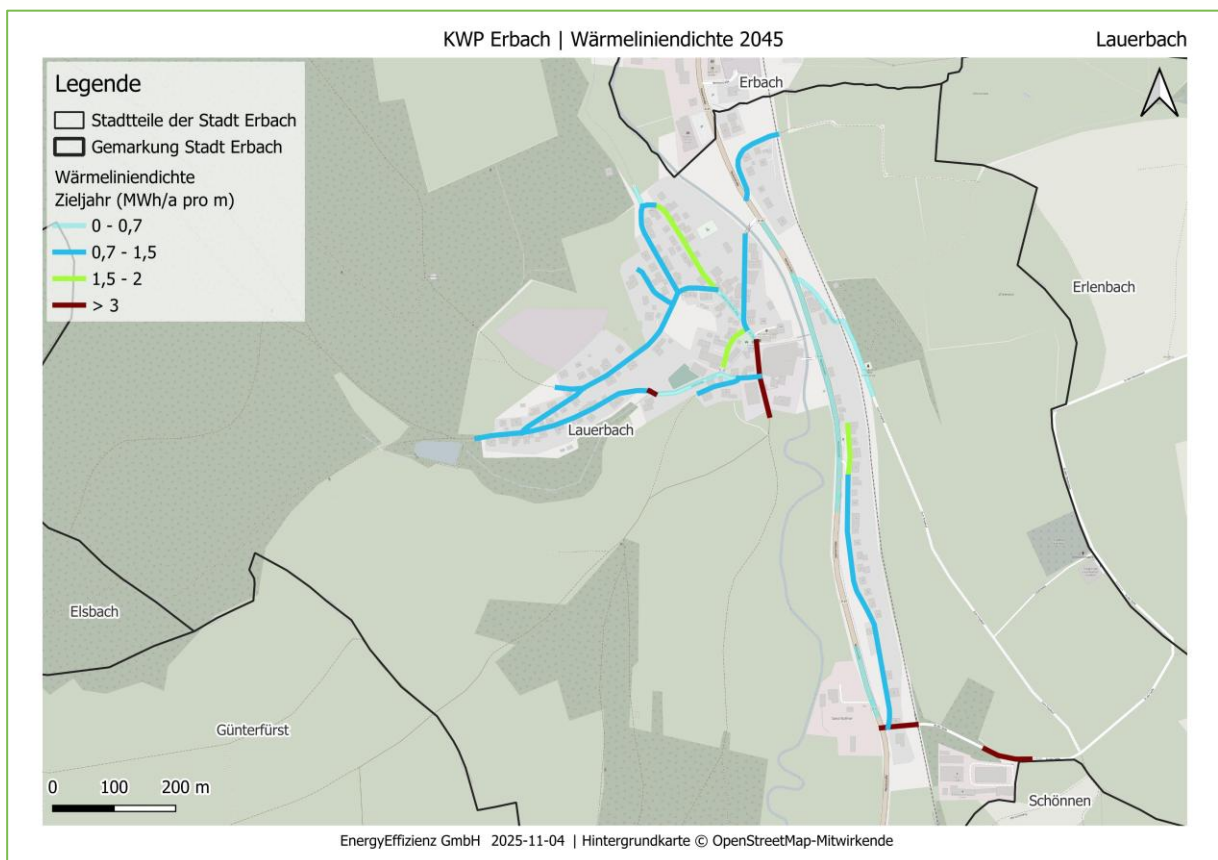 KWP Erbach | Wärmeliniendichte 2045
Lauerbach
Legende
Stadtteile der Stadt Erbach
Gemarkung Stadt Erbach
Wärmeliniendichte
Zieljahr (MWh/a pro m)
0 - 0,7
0,7 - 1,5
1,5 - 2
> 3
Erbach
Erlenbach
Lauerbach
Elsbach
Günterfürst
Schönnen
0 100 200 m
EnergyEffizienz GmbH 2025-11-04 | Hintergrundkarte © OpenStreetMap-Mitwirkende